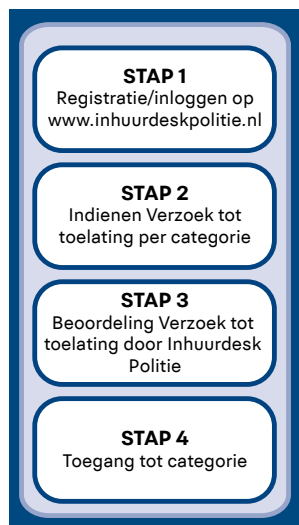 STAP 1
Registratie/inloggen op
www.inhuurdeskpolitie.nl
STAP 2
Indienen Verzoek tot
toelating per categorie
STAP 3
Beoordeling Verzoek tot
toelating door Inhuurdesk
Politie
STAP 4
Toegang tot categorie